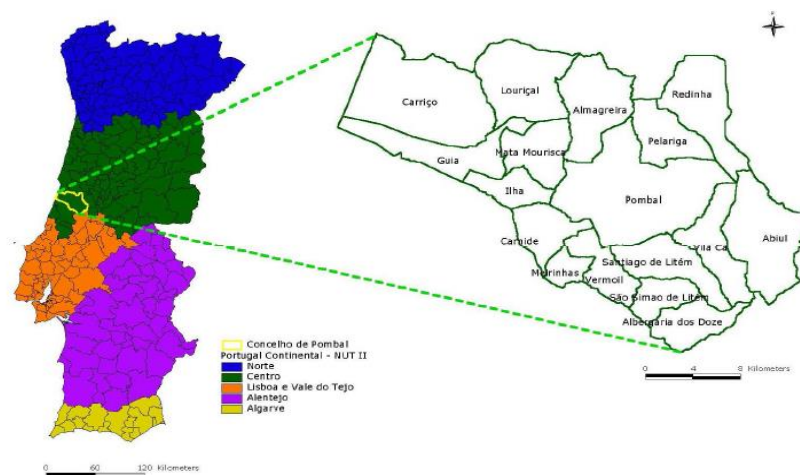 Carriço
Louriçal
Almagreira
Redinha
Pelariga
Guia
Mata Mourisca
Ilha
Pombal
Carnide
Vila Cã
Abiul
Santiago de Litém
Meirinhas
Vermoil
São Simao de Litém
Albergaria dos Doze
Concelho de Pombal
Portugal Continental - NUT II
Norte
Centro
Lisboa e Vale do Tejo
Alentejo
Algarve
0 4 8 Kilometers
0 60 120 Kilometers